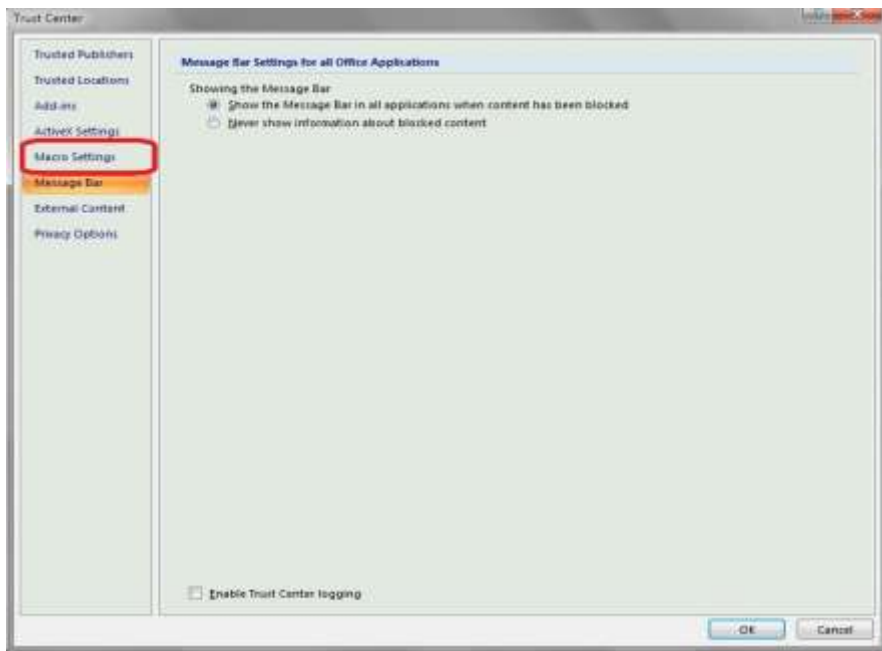 Trust Center
Trusted Publishers
Trusted Locations
Add-ins
ActiveX Settings
Macro Settings
Message Bar
External Content
Privacy Options
Message Bar Settings for all Office Applications
Showing the Message Bar
Show the Message Bar in all applications when content has been blocked
Never show information about blocked content
Enable Trust Center logging
OK
Cancel